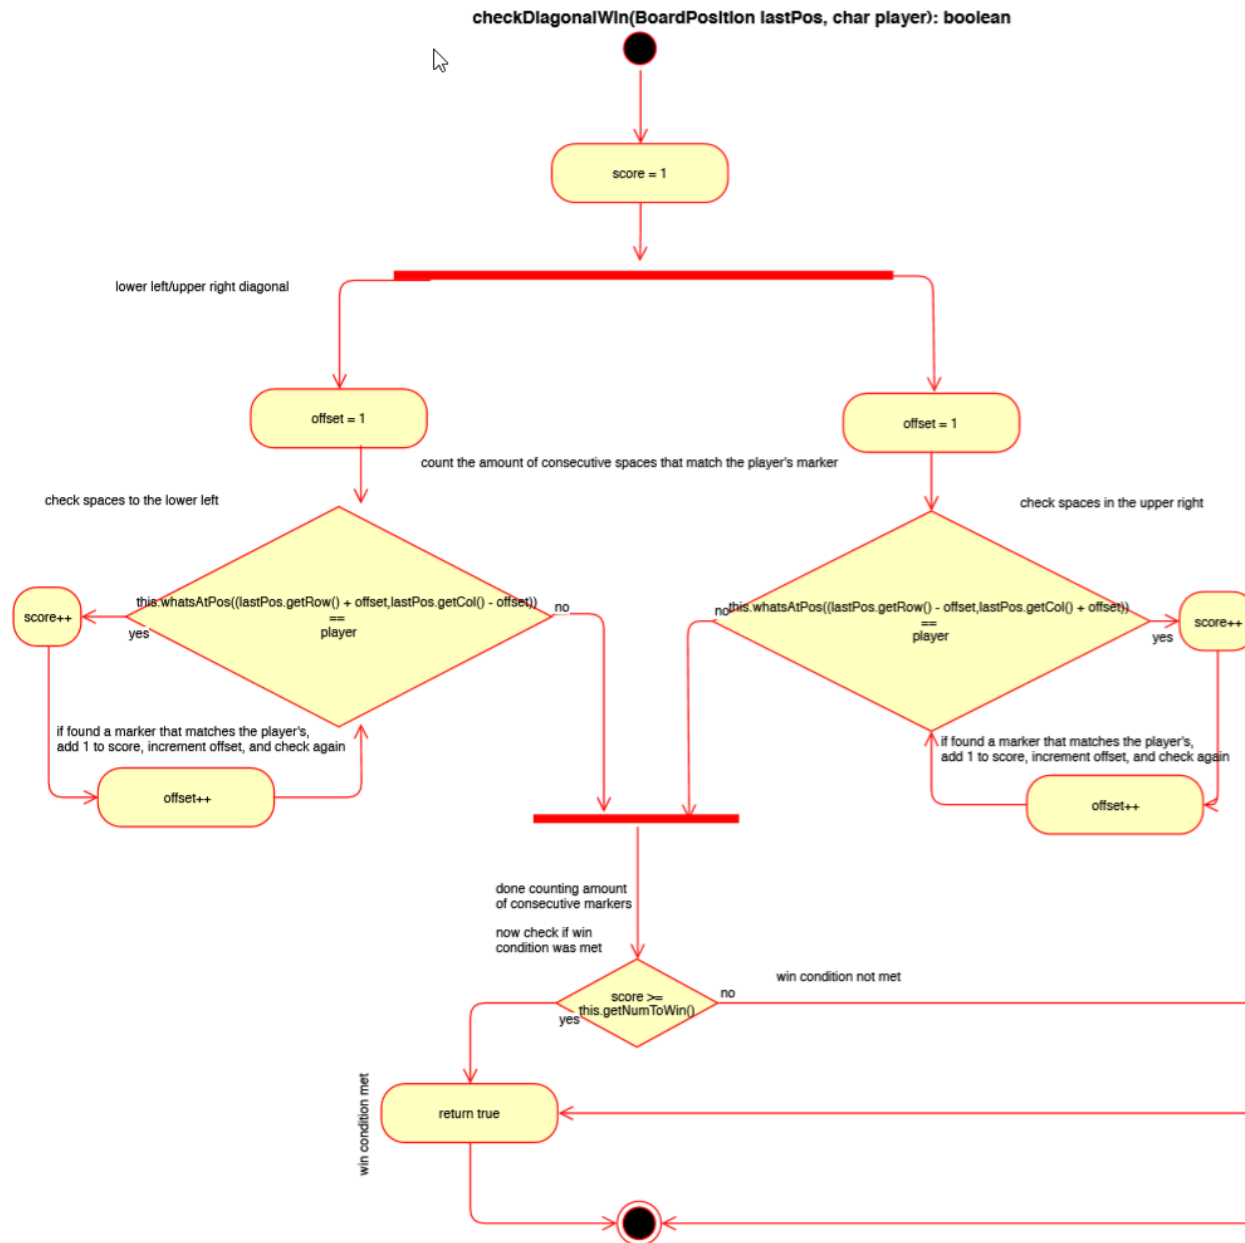 checkDiagonalWin(BoardPosition lastPos, char player): boolean
score = 1
lower left/upper right diagonal
offset = 1
offset = 1
count the amount of consecutive spaces that match the player's marker
check spaces to the lower left
check spaces in the upper right
this.whatsAtPos((lastPos.getRow() + offset,lastPos.getCol() - offset))
==
player
no
yes
score++
no
this.whatsAtPos((lastPos.getRow() - offset,lastPos.getCol() + offset))
==
player
yes
score++
if found a marker that matches the player's,
add 1 to score, increment offset, and check again
offset++
if found a marker that matches the player's,
add 1 to score, increment offset, and check again
offset++
done counting amount
of consecutive markers
now check if win
condition was met
score >=
this.getNumToWin()
yes
no
win condition not met
win condition met
return true